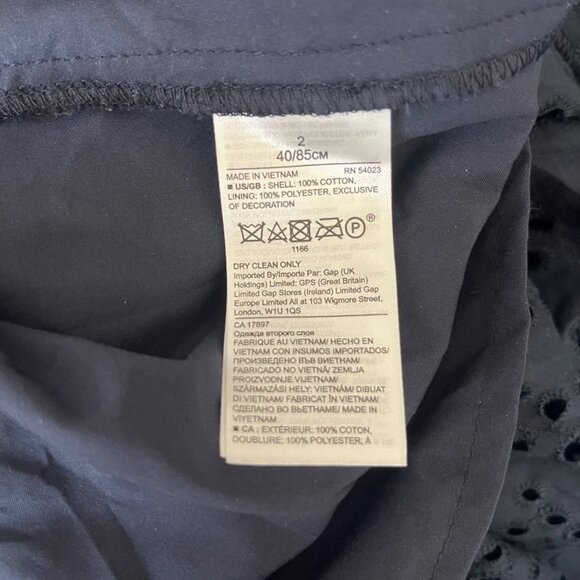 2
40/85CM
MADE IN VIETNAM RN 54023
■ US/GB : SHELL: 100% COTTON,
LINING: 100% POLYESTER, EXCLUSIVE
OF DECORATION
P ®
1166
DRY CLEAN ONLY
Imported By/Importe Par: Gap (UK
Holdings) Limited; GPS (Great Britain)
Limited Gap Stores (Ireland) Limited Gap
Europe Limited All at 103 Wigmore Street,
London, W1U 1QS
CA 17897
Одежда второго слоя
FABRIQUÉ AU VIETNAM/ HECHO EN
VIETNAM CON INSUMOS IMPORTADOS/
ПРОИЗВЕДЕНО ВЪВ ВИЕТНАМ/
FABRICADO NO VIETNÃ/ ZEMLJA
PROIZVODNJE VIJETNAM/
SZÁRMAZÁSI HELY: VIETNAM/ DIBUAT
DI VIETNAM/ FABRICAT ÎN VIETNAM/
СДЕЛАНО ВО ВЬЕТНАМЕ/ MADE IN
VIYETNAM
■ CA : EXTÉRIEUR: 100% COTON,
DOUBLURE: 100% POLYESTER, À